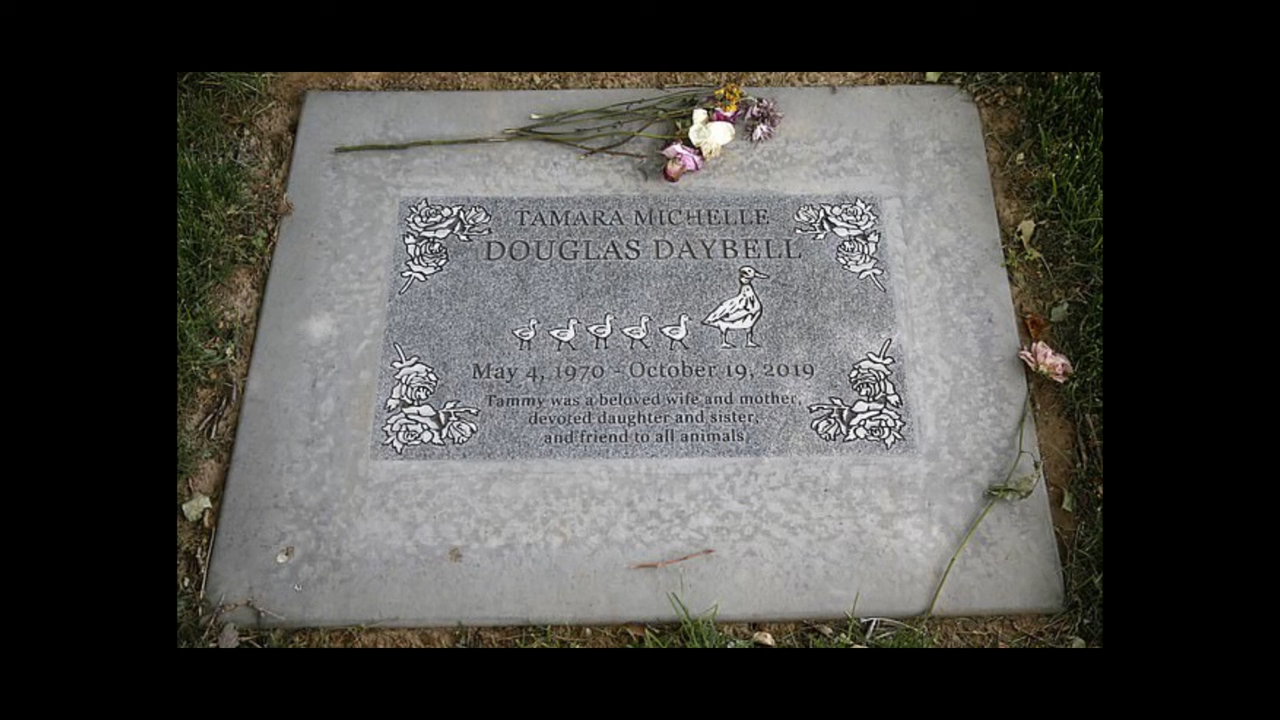 TAMARA MICHELLE
DOUGLAS DAYBELL
May 4, 1970 - October 19, 2019
Tammy was a beloved wife and mother,
devoted daughter and sister,
and friend to all animals.